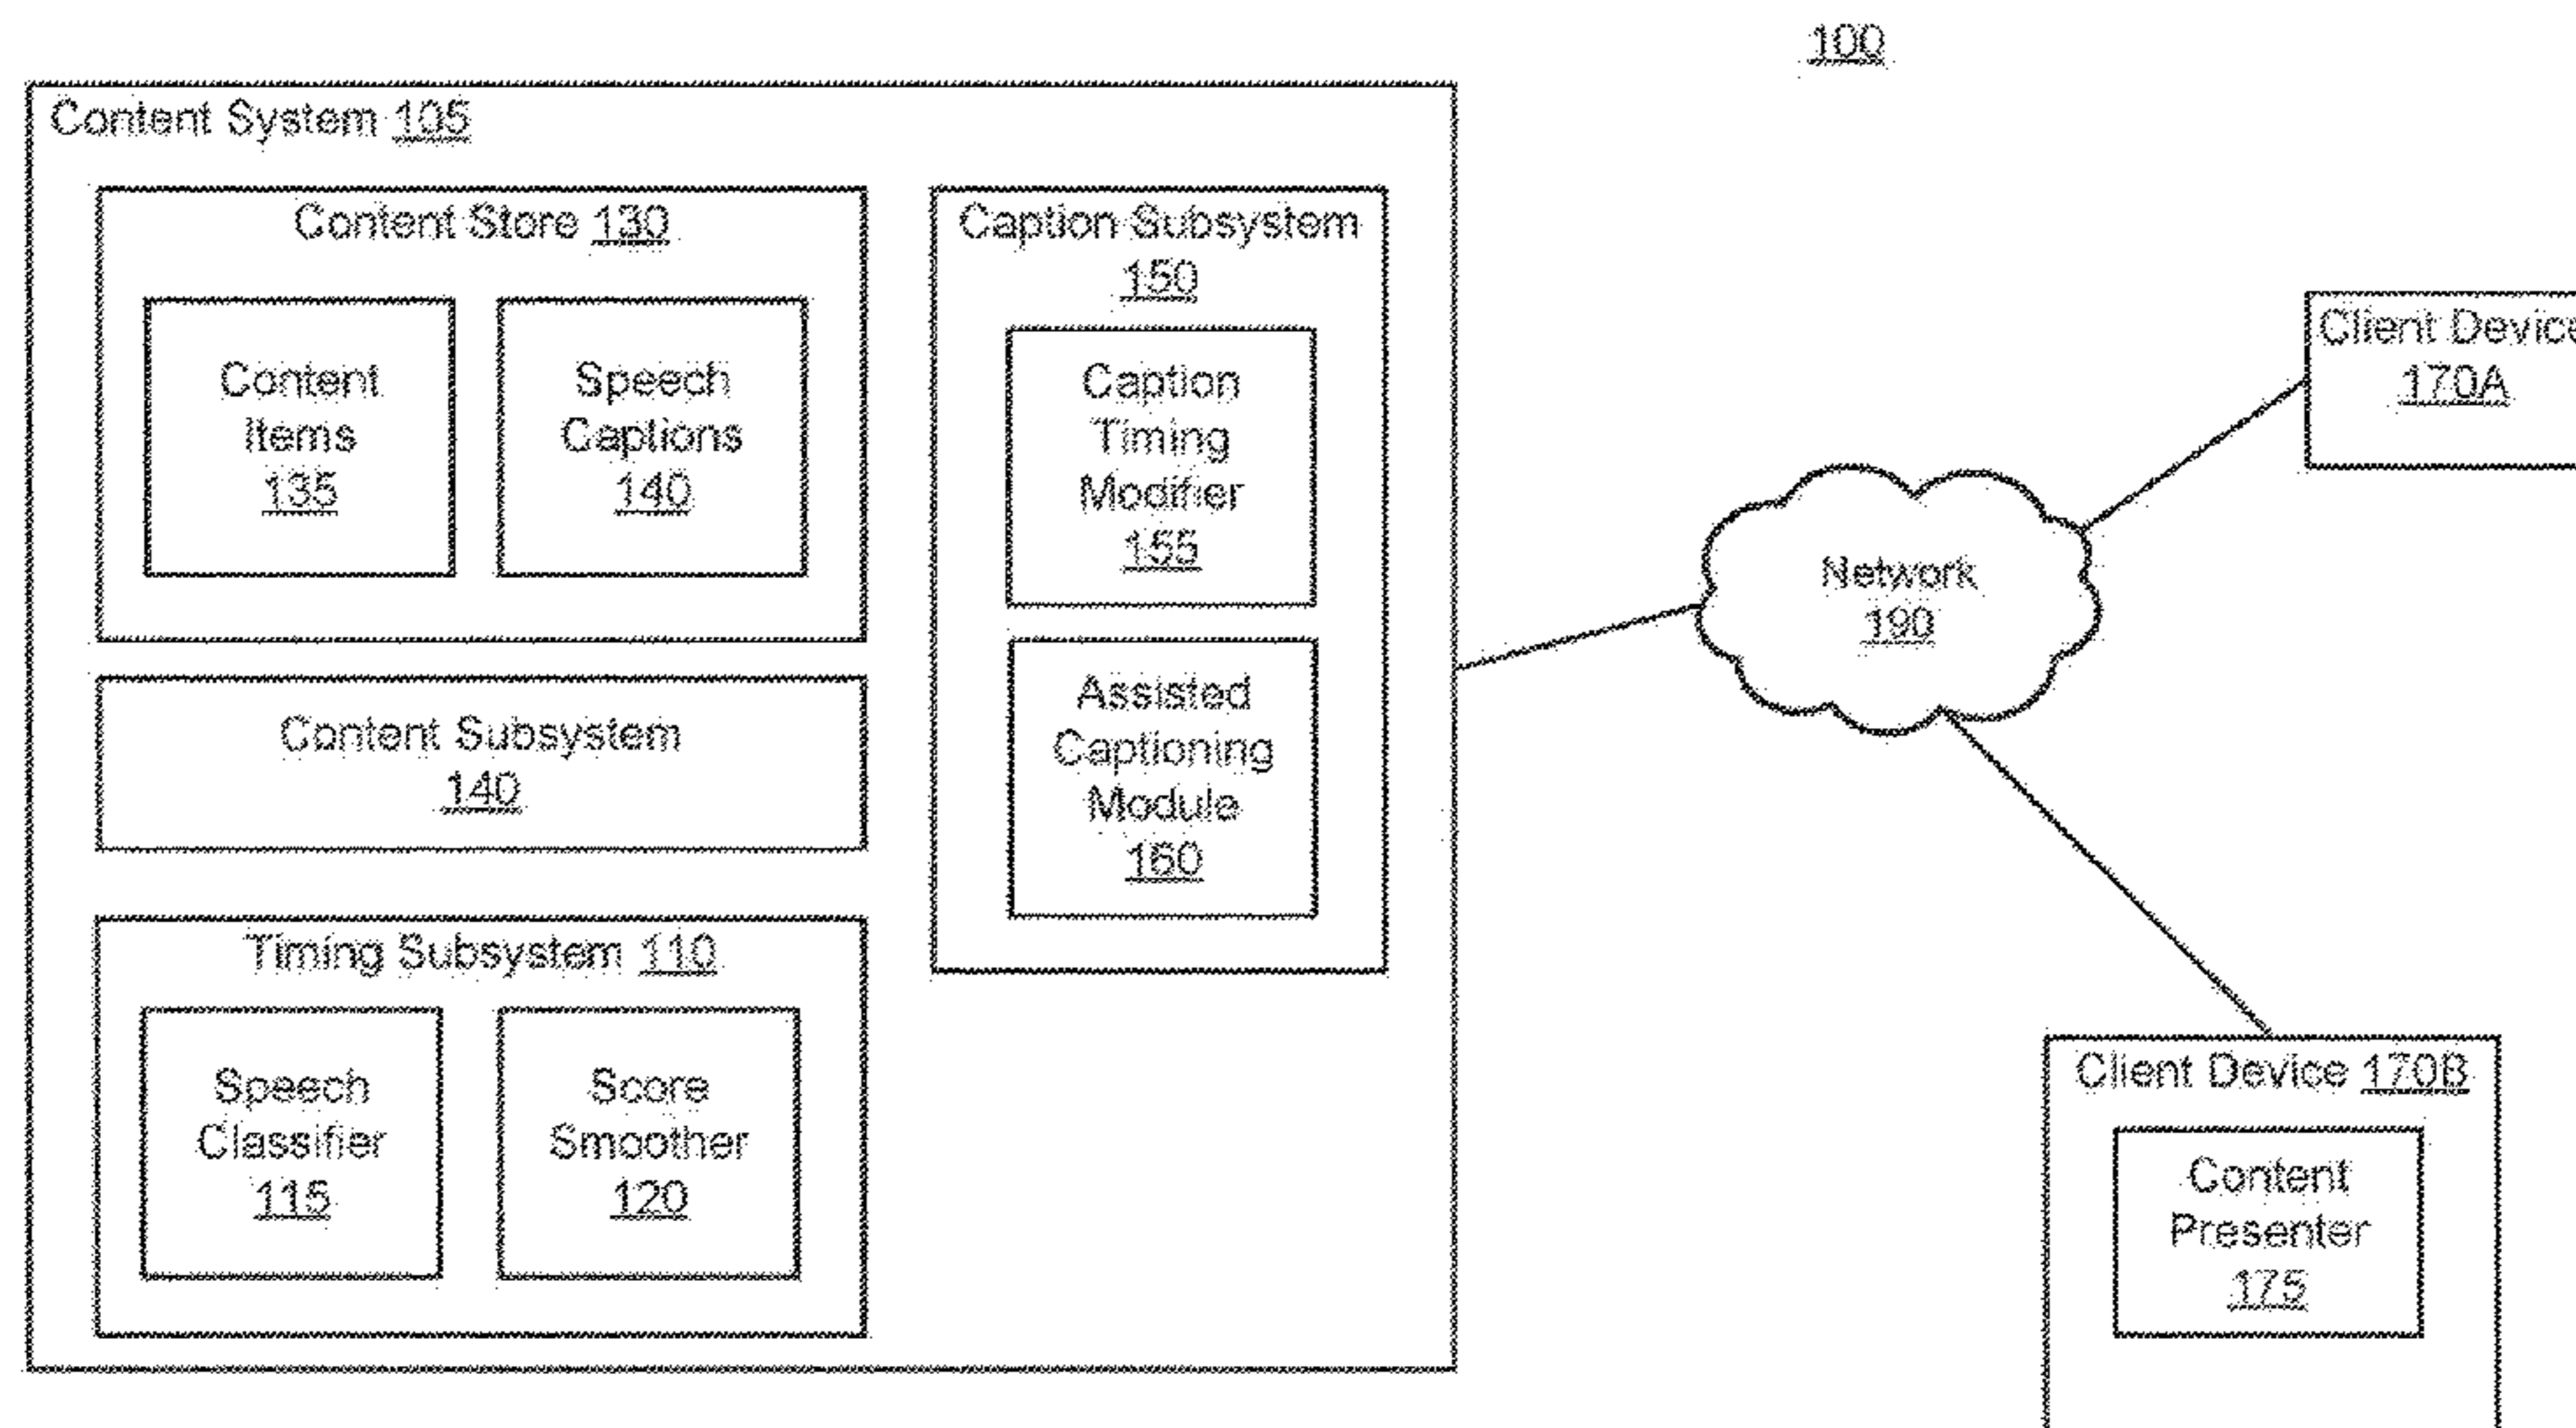 100
Content System 105
Content Store 130
Content
Items
135
Speech
Captions
140
Content Subsystem
140
Timing Subsystem 110
Speech
Classifier
115
Score
Smoother
120
Caption Subsystem
150
Caption
Timing
Modifier
155
Assisted
Captioning
Module
160
Network
190
Client Device
170A
Client Device 170B
Content
Presenter
175